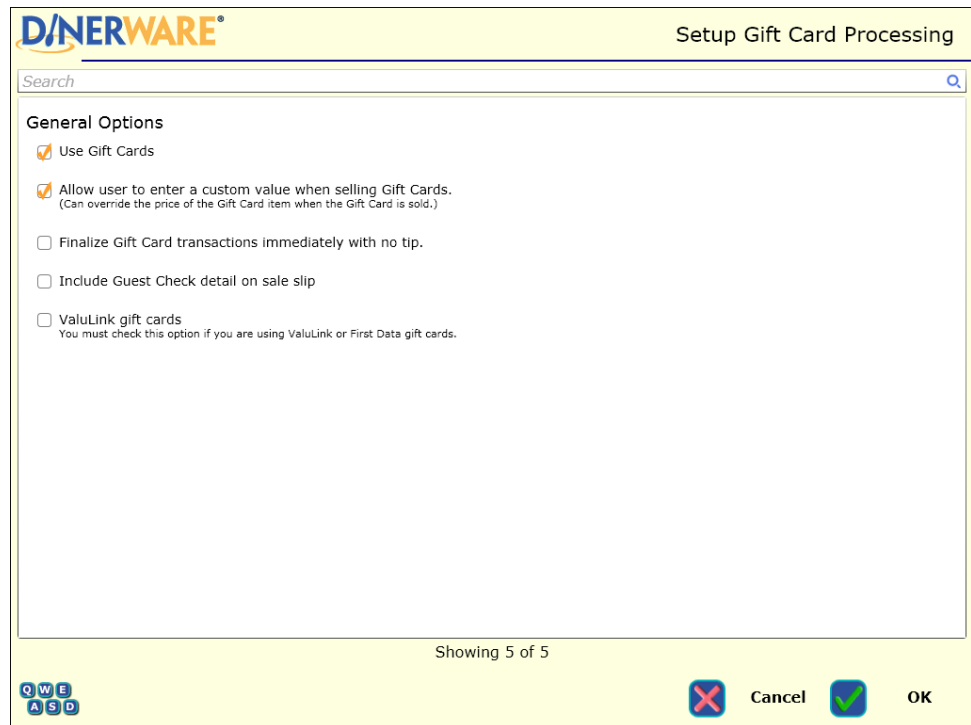 DINERWARE®
Setup Gift Card Processing
Search
General Options
Use Gift Cards
Allow user to enter a custom value when selling Gift Cards.
(Can override the price of the Gift Card item when the Gift Card is sold.)
Finalize Gift Card transactions immediately with no tip.
Include Guest Check detail on sale slip
ValuLink gift cards
You must check this option if you are using ValuLink or First Data gift cards.
Showing 5 of 5
Q W E
A S D
Cancel
OK